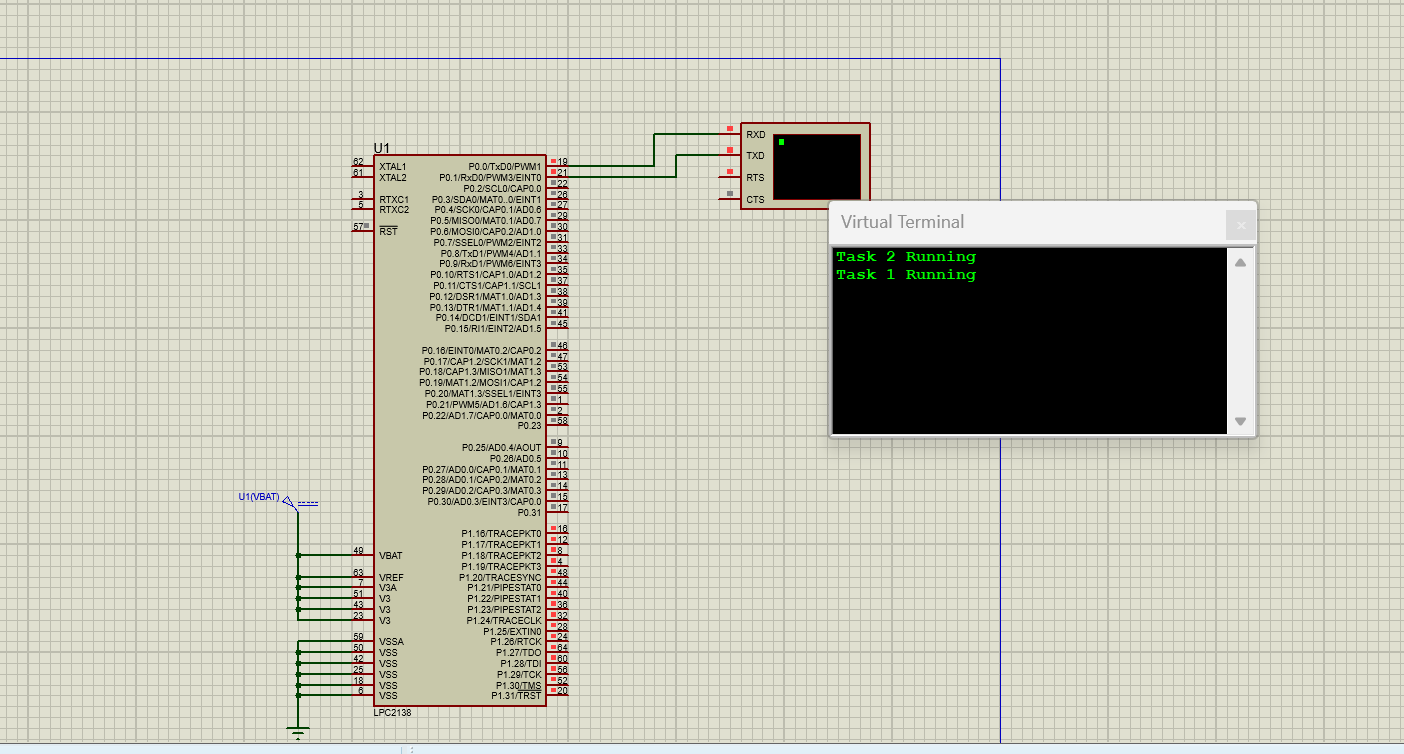 U1
62
XTAL1
61
XTAL2
3
RTXC1
5
RTXC2
57
RST
P0.0/TxD0/PWM1 19
P0.1/RxD0/PWM3/EINT0 21
P0.2/SCL0/CAP0.0 22
P0.3/SDA0/MAT0..0/EINT1 26
P0.4/SCK0/CAP0.1/AD0.6 27
P0.5/MISO0/MAT0.1/AD0.7 29
P0.6/MOSI0/CAP0.2/AD1.0 30
P0.7/SSEL0/PWM2/EINT2 31
P0.8/TxD1/PWM4/AD1.1 33
P0.9/RxD1/PWM6/EINT3 34
P0.10/RTS1/CAP1.0/AD1.2 35
P0.11/CTS1/CAP1.1/SCL1 37
P0.12/DSR1/MAT1.0/AD1.3 38
P0.13/DTR1/MAT1.1/AD1.4 39
P0.14/DCD1/EINT1/SDA1 41
P0.15/RI1/EINT2/AD1.5 45
P0.16/EINT0/MAT0.2/CAP0.2 46
P0.17/CAP1.2/SCK1/MAT1.2 47
P0.18/CAP1.3/MISO1/MAT1.3 53
P0.19/MAT1.2/MOSI1/CAP1.2 54
P0.20/MAT1.3/SSEL1/EINT3 55
P0.21/PWM5/AD1.6/CAP1.3 1
P0.22/AD1.7/CAP0.0/MAT0.0 2
P0.23 58
P0.25/AD0.4/AOUT 9
P0.26/AD0.5 10
P0.27/AD0.0/CAP0.1/MAT0.1 11
P0.28/AD0.1/CAP0.2/MAT0.2 13
P0.29/AD0.2/CAP0.3/MAT0.3 14
P0.30/AD0.3/EINT3/CAP0.0 15
P0.31 17
P1.16/TRACEPKT0 16
P1.17/TRACEPKT1 12
P1.18/TRACEPKT2 8
P1.19/TRACEPKT3 4
P1.20/TRACESYNC 48
P1.21/PIPESTAT0 44
P1.22/PIPESTAT1 40
P1.23/PIPESTAT2 36
P1.24/TRACECLK 32
P1.25/EXTIN0 28
P1.26/RTCK 24
P1.27/TDO 64
P1.28/TDI 60
P1.29/TCK 56
P1.30/TMS 52
P1.31/TRST 20
U1(VBAT)
49 VBAT
63 VREF
7 V3A
51 V3
43 V3
23 V3
59 VSSA
50 VSS
42 VSS
25 VSS
18 VSS
6 VSS
LPC2138
RXD
TXD
RTS
CTS
Virtual Terminal
Task 2 Running
Task 1 Running